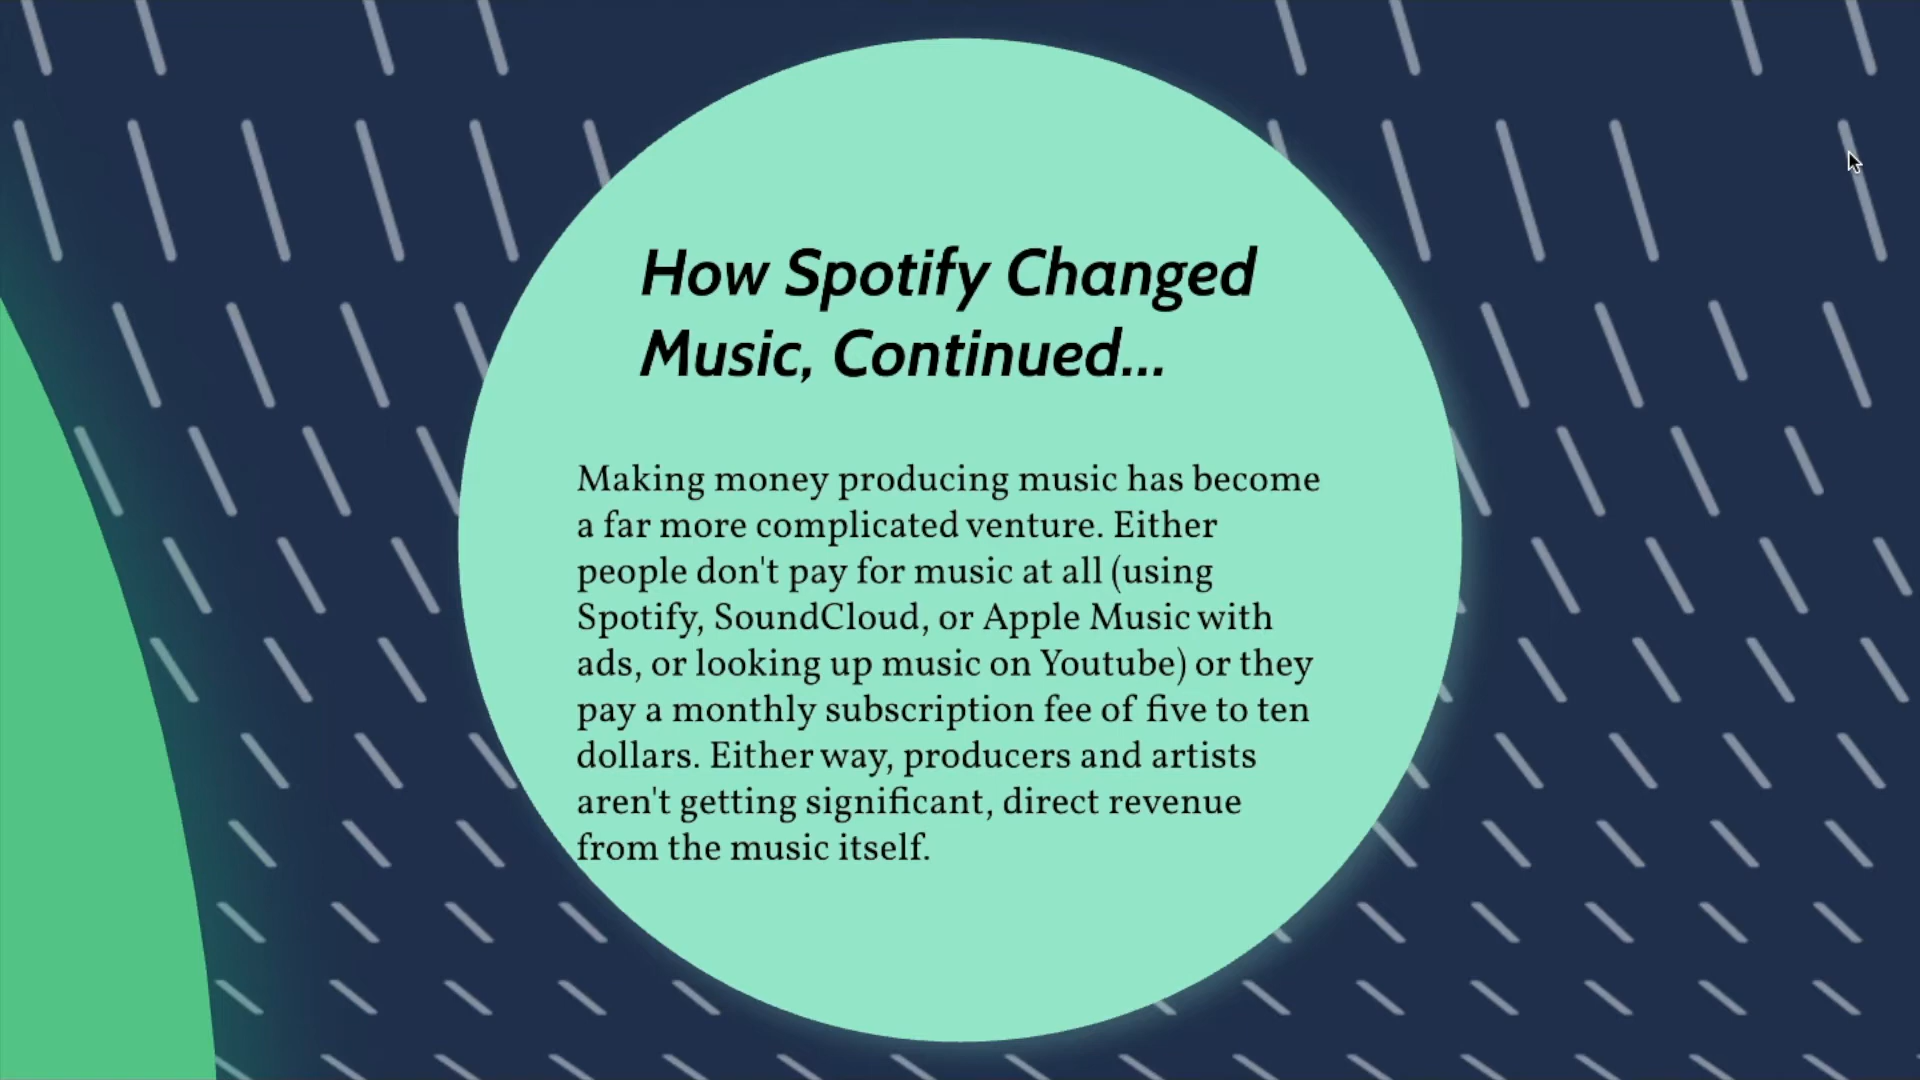 How Spotify Changed
Music, Continued...
Making money producing music has become
a far more complicated venture. Either
people don't pay for music at all (using
Spotify, SoundCloud, or Apple Music with
ads, or looking up music on Youtube) or they
pay a monthly subscription fee of five to ten
dollars. Either way, producers and artists
aren't getting significant, direct revenue
from the music itself.